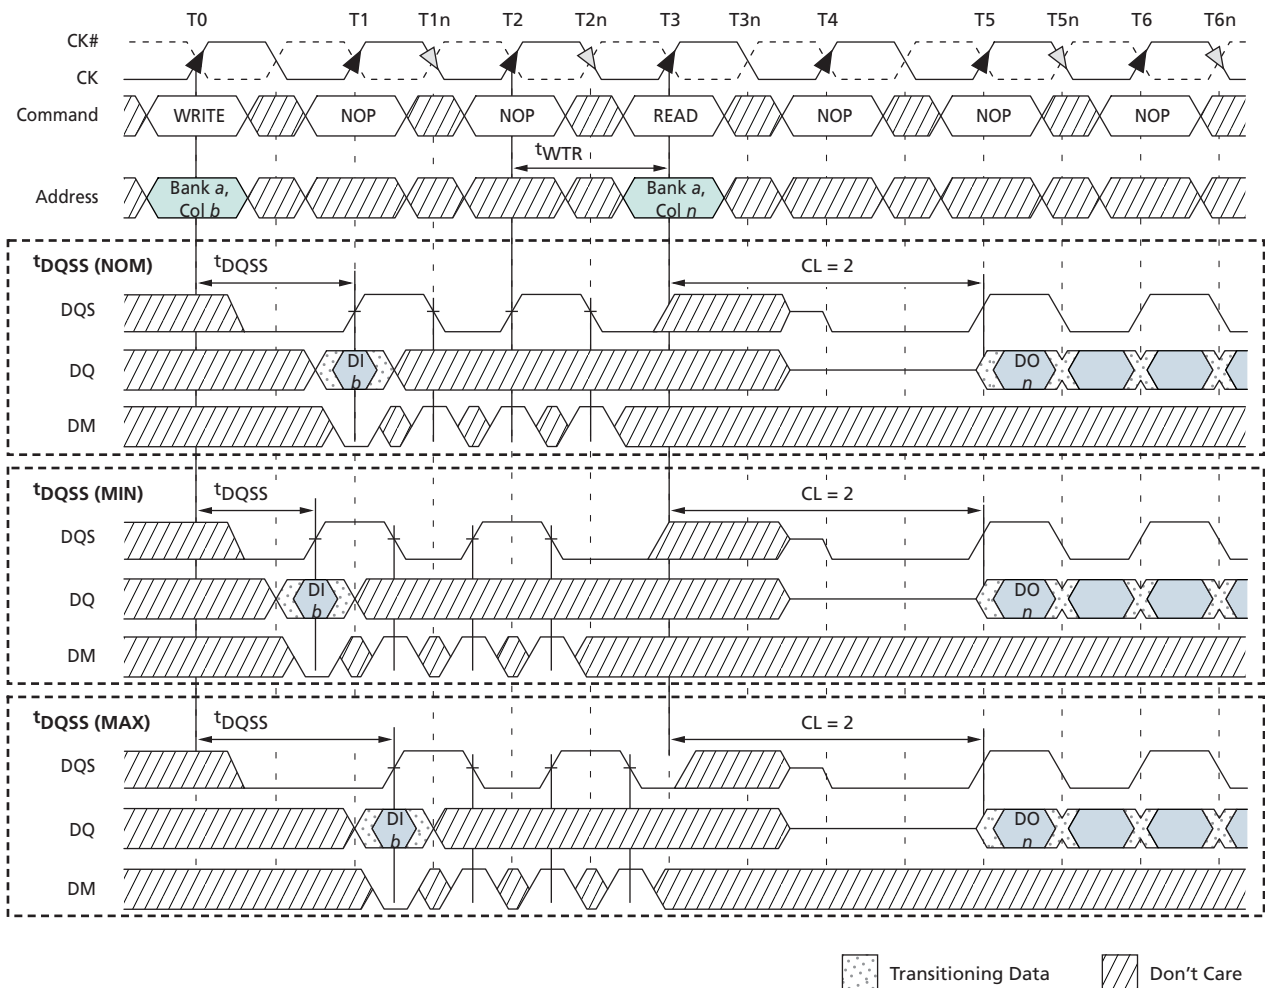 T0 T1 T1n T2 T2n T3 T3n T4 T5 T5n T6 T6n
CK#
CK
Command WRITE NOP NOP READ NOP NOP NOP
tWTR
Address Bank a, Col b Bank a, Col n
tDQSS (NOM) tDQSS CL = 2
DQS
DQ DI b DO n
DM
tDQSS (MIN) tDQSS CL = 2
DQS
DQ DI b DO n
DM
tDQSS (MAX) tDQSS CL = 2
DQS
DQ DI b DO n
DM
Transitioning Data Don't Care